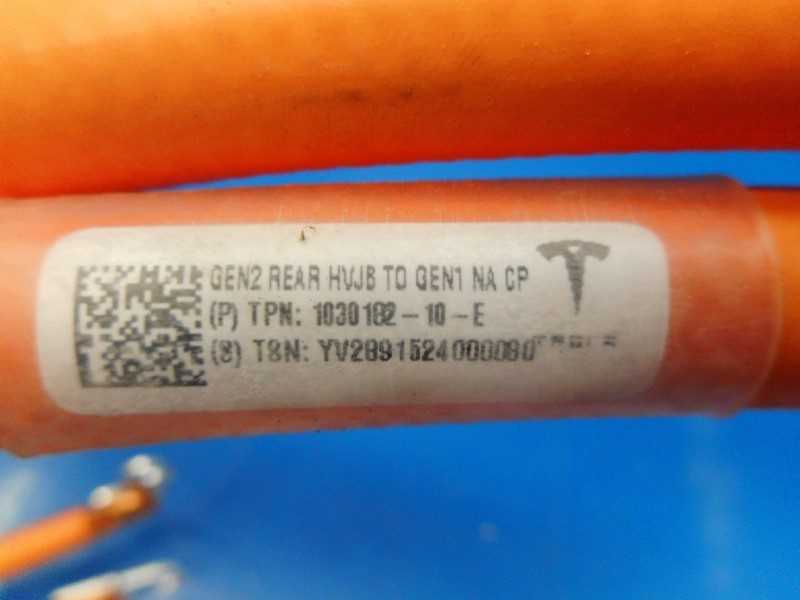 GEN2 REAR HVJB TO GEN1 NA CP
(P) TPN: 1030182-10-E
(S) TSN: YV2891524000080